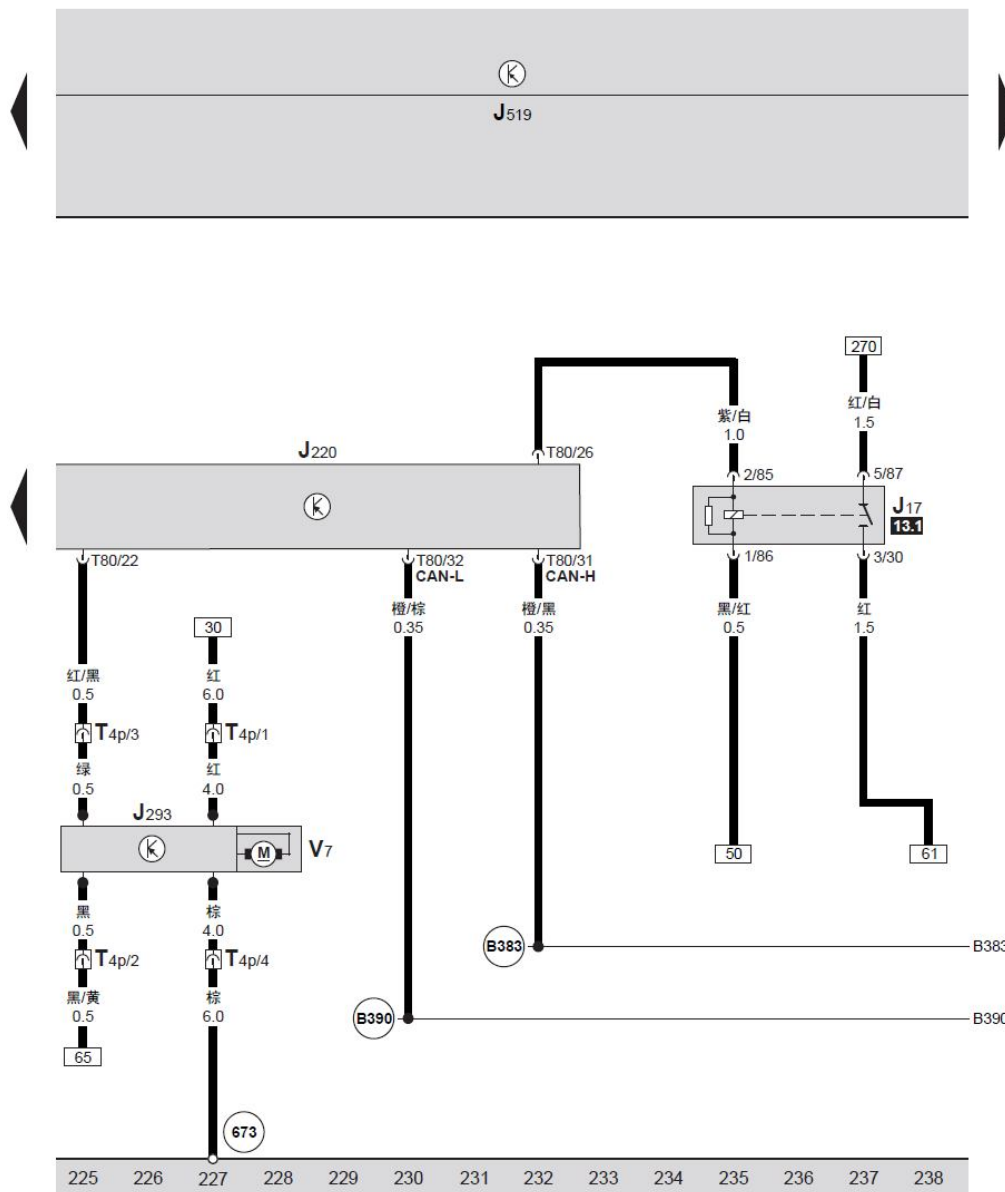 J519
270
紫/白
1.0
红/白
1.5
J220
T80/26
2/85
5/87
J17
13.1
T80/22
T80/32
CAN-L
T80/31
CAN-H
1/86
3/30
橙/棕
0.35
橙/黑
0.35
黑/红
0.5
红
1.5
30
红/黑
0.5
红
6.0
T4p/3
T4p/1
绿
0.5
红
4.0
J293
M
V7
50
61
黑
0.5
棕
4.0
T4p/2
T4p/4
B383
B383
黑/黄
0.5
棕
6.0
B390
B390
65
673
225 226 227 228 229 230 231 232 233 234 235 236 237 238